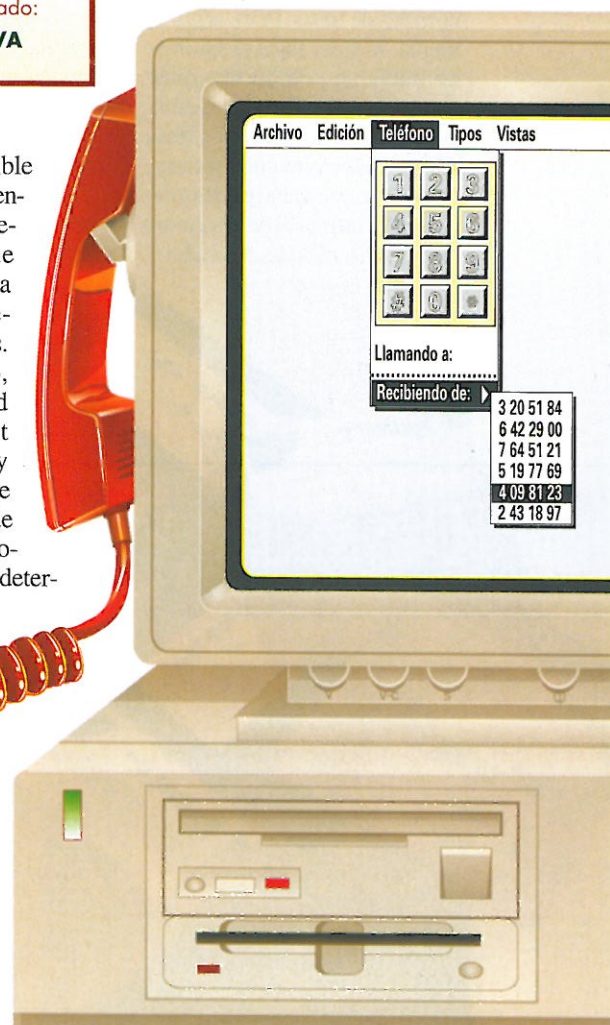 ado:
VA
ible
en-
e-
e
a
e-
s.
,
d
t
y
e
le
o-
deter-
Archivo Edición Teléfono Tipos Vistas
1 2 3
4 5 6
7 8 9
# 0 *
Llamando a:
Recibiendo de:
3 20 51 84
6 42 29 00
7 64 51 21
5 19 77 69
4 09 81 23
2 43 18 97